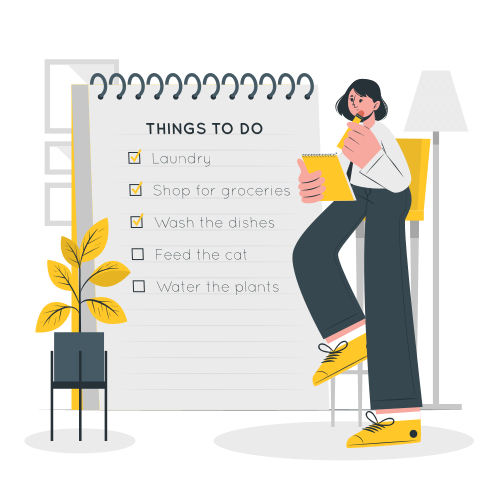 THINGS TO DO
Laundry
Shop for groceries
Wash the dishes
Feed the cat
Water the plants